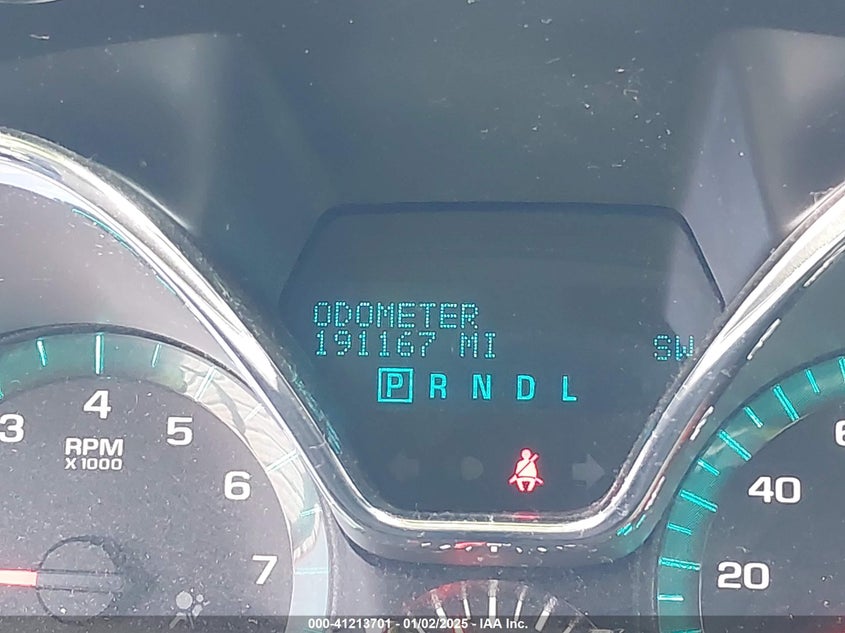 ODOMETER
191167 MI SW
P R N D L
3 4 5 6 7
RPM
X1000
20 40 6
000-41213701 - 01/02/2025 - IAA Inc.